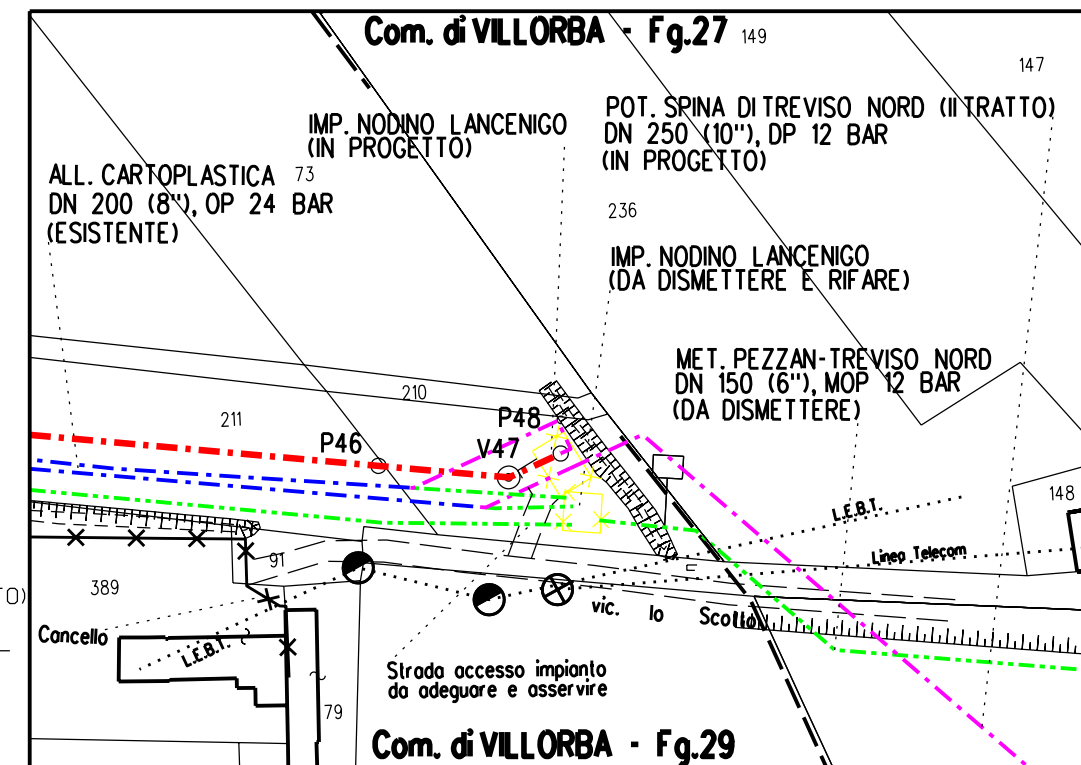 Com. di VILLORBA - Fg.27
149
147
IMP. NODINO LANCENIGO
(IN PROGETTO)
POT. SPINA DI TREVISO NORD (II TRATTO)
DN 250 (10"), DP 12 BAR
(IN PROGETTO)
ALL. CARTOPLASTICA
DN 200 (8"), OP 24 BAR
(ESISTENTE)
73
236
IMP. NODINO LANCENIGO
(DA DISMETTERE E RIFARE)
MET. PEZZAN-TREVISO NORD
DN 150 (6"), MOP 12 BAR
(DA DISMETTERE)
210
211
P48
P46
V47
148
L.E.B.T.
Linea Telecom
91
389
TO)
vic. lo Scotto
Cancello
L.E.B.T.
Strada accesso impianto
da adeguare e asservire
79
Com. di VILLORBA - Fg.29